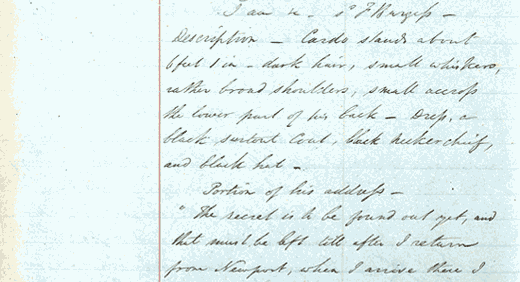 I am &c - Sd F Burgess -
Description - Cardo stands about
6 feet 1 in - dark hair, small whiskers,
rather broad shoulders, small accross
the lower part of his back - Dress, a
black surtout coat, black neckerchief,
and black hat -
Portion of his address -
" The secret is to be found out yet, and
that must be left till after I return
from Newport, when I arrive there I